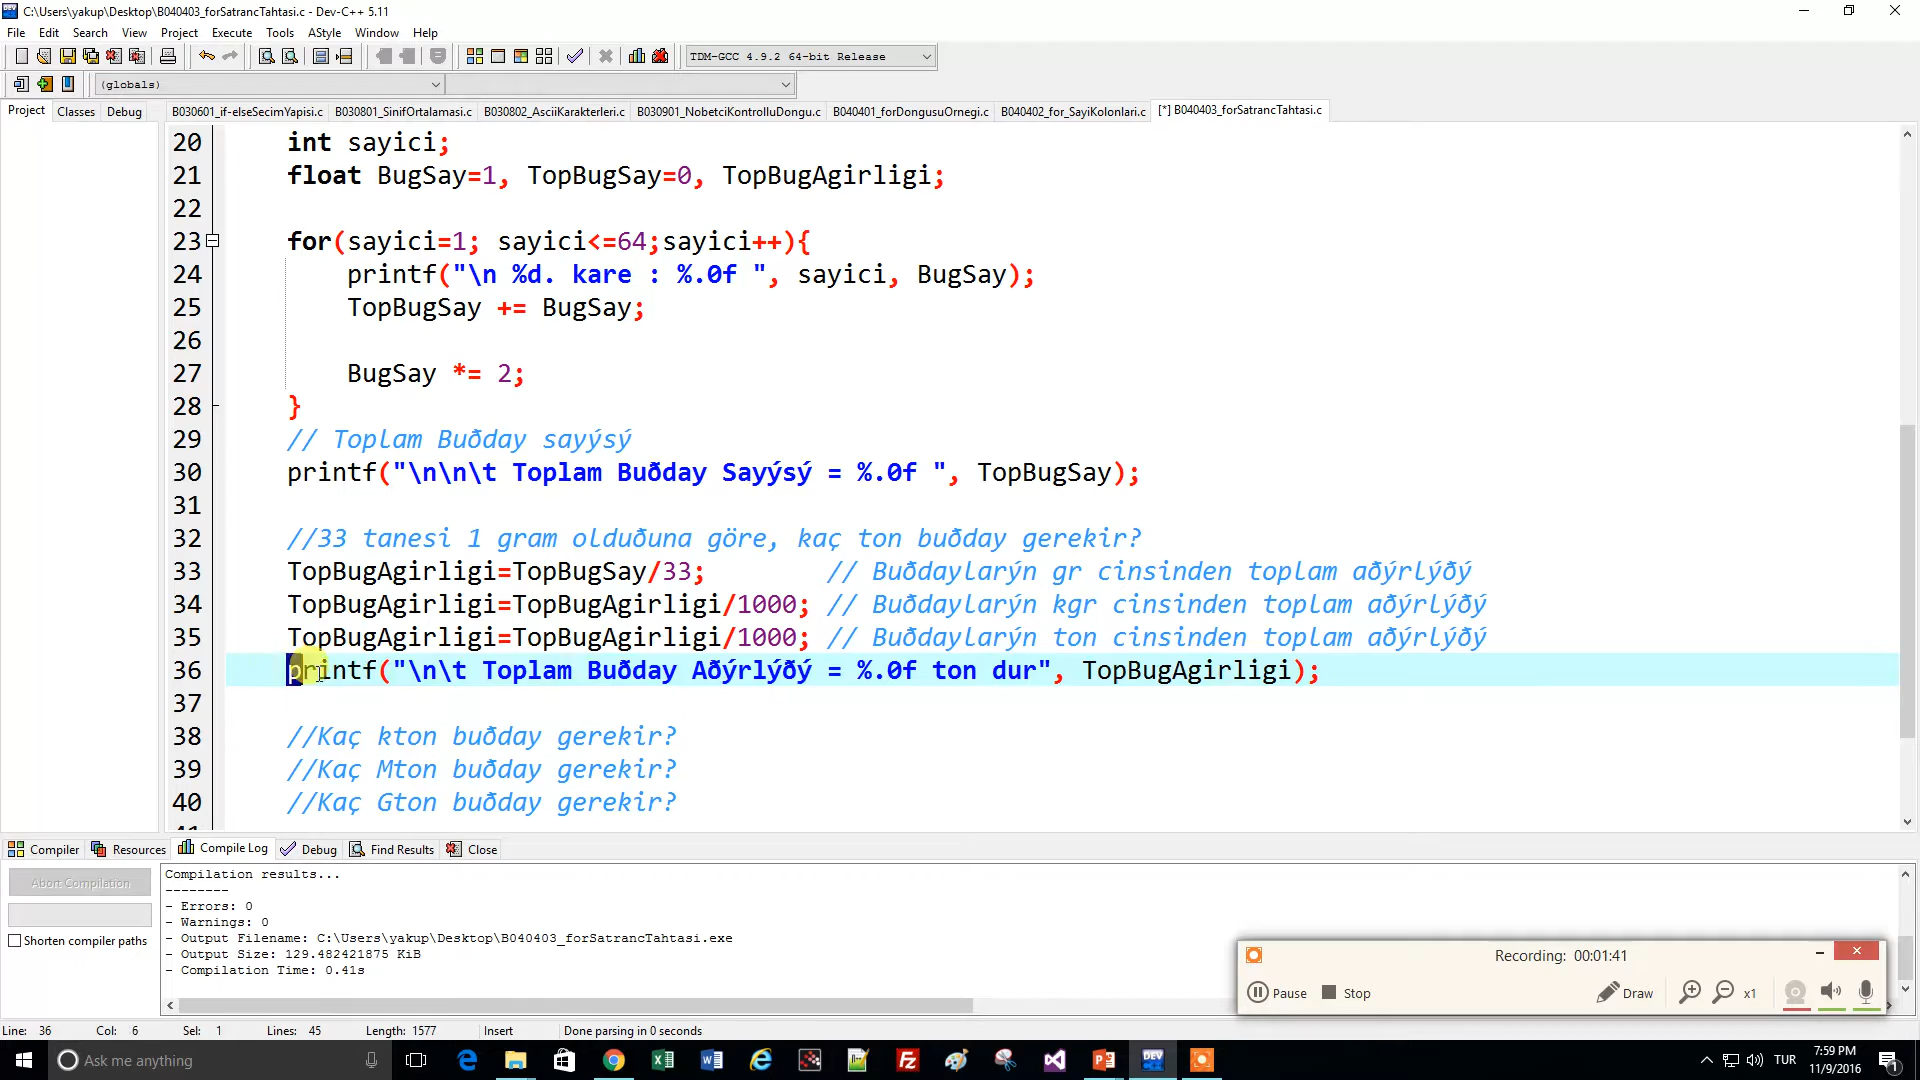 C:\Users\yakup\Desktop\B040403_forSatrancTahtasi.c - Dev-C++ 5.11
File Edit Search View Project Execute Tools AStyle Window Help
TDM-GCC 4.9.2 64-bit Release
(globals)
Project Classes Debug B030601_if-elseSecimYapisi.c B030801_SinifOrtalamasi.c B030802_AsciiKarakterleri.c B030901_NobetciKontrolluDongu.c B040401_forDongusuOrnegi.c B040402_for_SayiKolonlari.c [*] B040403_forSatrancTahtasi.c
20 int sayici;
21 float BugSay=1, TopBugSay=0, TopBugAgirligi;
22
23 for(sayici=1; sayici<=64;sayici++){
24 printf("\n %d. kare : %.0f ", sayici, BugSay);
25 TopBugSay += BugSay;
26
27 BugSay *= 2;
28 }
29 // Toplam Buðday sayýsý
30 printf("\n\n\t Toplam Buðday Sayýsý = %.0f ", TopBugSay);
31
32 //33 tanesi 1 gram olduðuna göre, kaç ton buðday gerekir?
33 TopBugAgirligi=TopBugSay/33; // Buðdaylarýn gr cinsinden toplam aðýrlýðý
34 TopBugAgirligi=TopBugAgirligi/1000; // Buðdaylarýn kgr cinsinden toplam aðýrlýðý
35 TopBugAgirligi=TopBugAgirligi/1000; // Buðdaylarýn ton cinsinden toplam aðýrlýðý
36 printf("\n\t Toplam Buðday Aðýrlýðý = %.0f ton dur", TopBugAgirligi);
37
38 //Kaç kton buðday gerekir?
39 //Kaç Mton buðday gerekir?
40 //Kaç Gton buðday gerekir?
Compiler Resources Compile Log Debug Find Results Close
Abort Compilation
Shorten compiler paths
Compilation results...
--------
- Errors: 0
- Warnings: 0
- Output Filename: C:\Users\yakup\Desktop\B040403_forSatrancTahtasi.exe
- Output Size: 129.482421875 KiB
- Compilation Time: 0.41s
Recording: 00:01:41
Pause Stop Draw x1
Line: 36 Col: 6 Sel: 1 Lines: 45 Length: 1577 Insert Done parsing in 0 seconds
Ask me anything
TUR
7:59 PM
11/9/2016